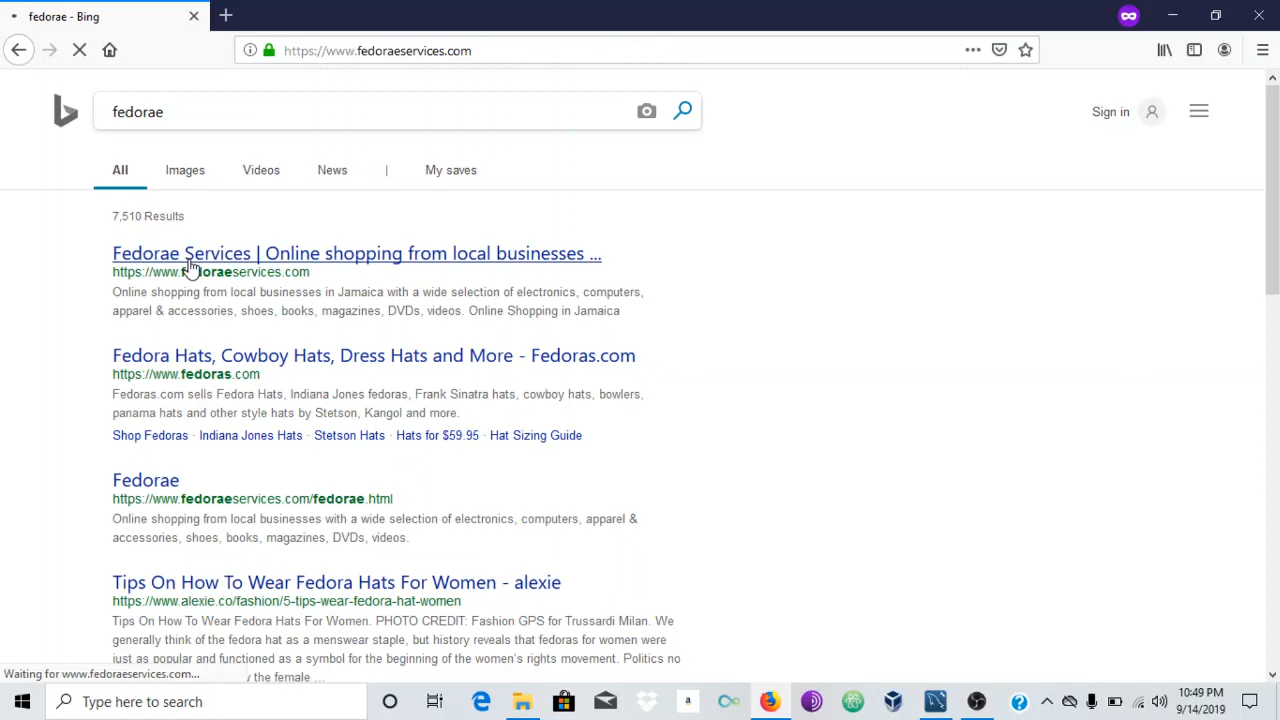 fedorae - Bing
https://www.fedoraeservices.com
fedorae
Sign in
All Images Videos News | My saves
7,510 Results
Fedorae Services | Online shopping from local businesses ...
https://www.fedoraeservices.com
Online shopping from local businesses in Jamaica with a wide selection of electronics, computers,
apparel & accessories, shoes, books, magazines, DVDs, videos. Online Shopping in Jamaica
Fedora Hats, Cowboy Hats, Dress Hats and More - Fedoras.com
https://www.fedoras.com
Fedoras.com sells Fedora Hats, Indiana Jones fedoras, Frank Sinatra hats, cowboy hats, bowlers,
panama hats and other style hats by Stetson, Kangol and more.
Shop Fedoras · Indiana Jones Hats · Stetson Hats · Hats for $59.95 · Hat Sizing Guide
Fedorae
https://www.fedoraeservices.com/fedorae.html
Online shopping from local businesses with a wide selection of electronics, computers, apparel &
accessories, shoes, books, magazines, DVDs, videos.
Tips On How To Wear Fedora Hats For Women - alexie
https://www.alexie.co/fashion/5-tips-wear-fedora-hat-women
Tips On How To Wear Fedora Hats For Women. PHOTO CREDIT: Fashion GPS for Trussardi Milan. We
generally think of the fedora hat as a menswear staple, but history reveals that fedoras for women were
just as popular and functioned as a symbol for the beginning of the women's rights movement. Politics no
Waiting for www.fedoraeservices.com...
the female ...
Type here to search
a
10:49 PM
9/14/2019